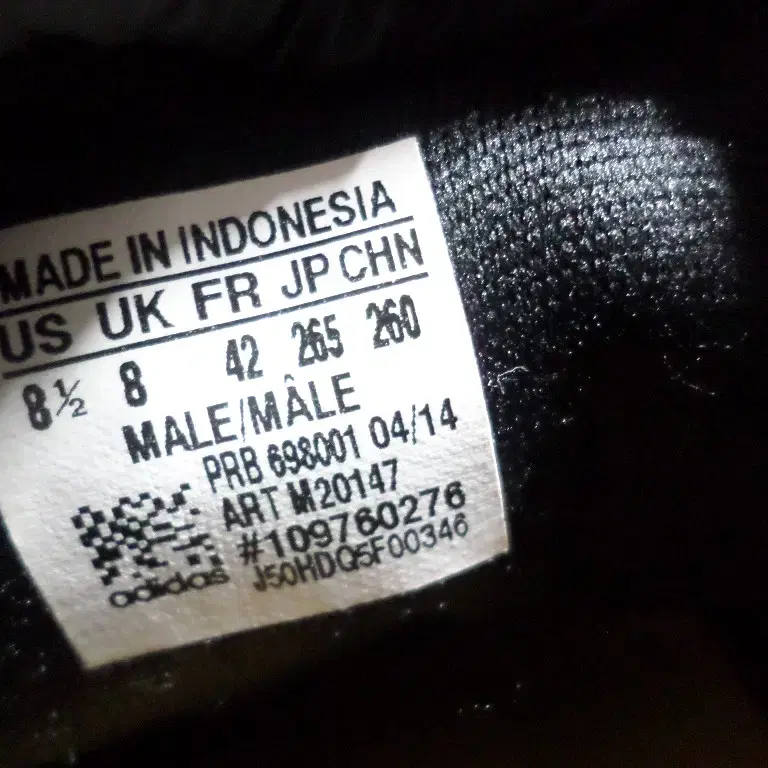 MADE IN INDONESIA
US UK FR JP CHN
8½ 8 42 265 260
MALE/MÂLE
PRB 698001 04/14
ART M20147
#109760276
adidas J50HDQ5F00346